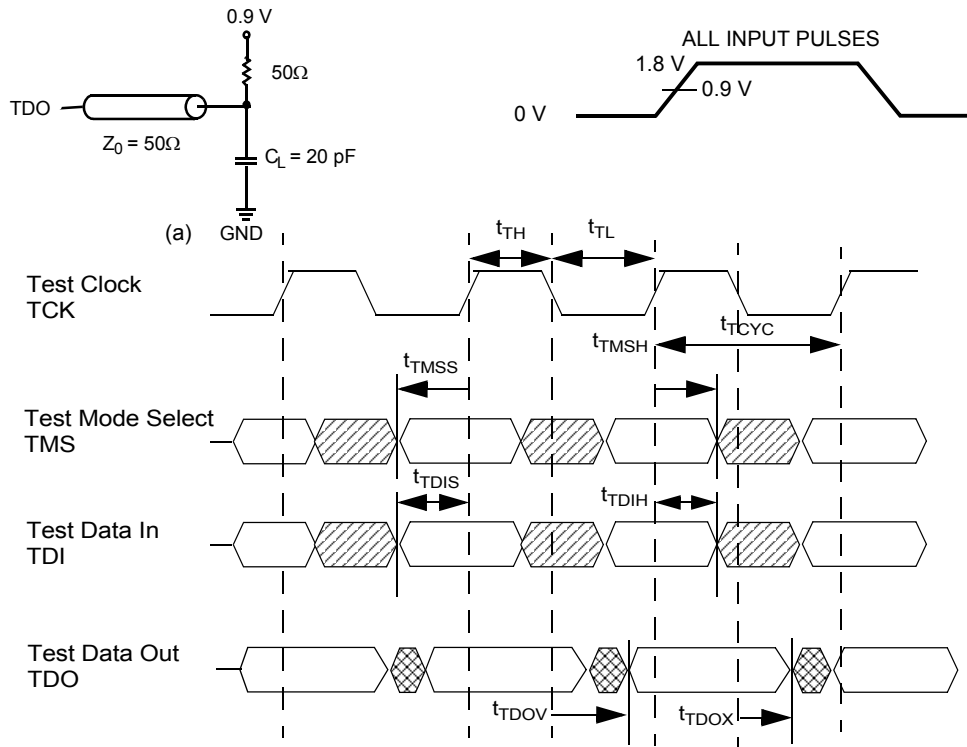 0.9 V
50Ω
TDO
Z0 = 50Ω
CL = 20 pF
(a) GND
ALL INPUT PULSES
1.8 V
0.9 V
0 V
tTH
tTL
Test Clock
TCK
tTCYC
tTMSH
tTMSS
Test Mode Select
TMS
tTDIS
tTDIH
Test Data In
TDI
Test Data Out
TDO
tTDOV
tTDOX